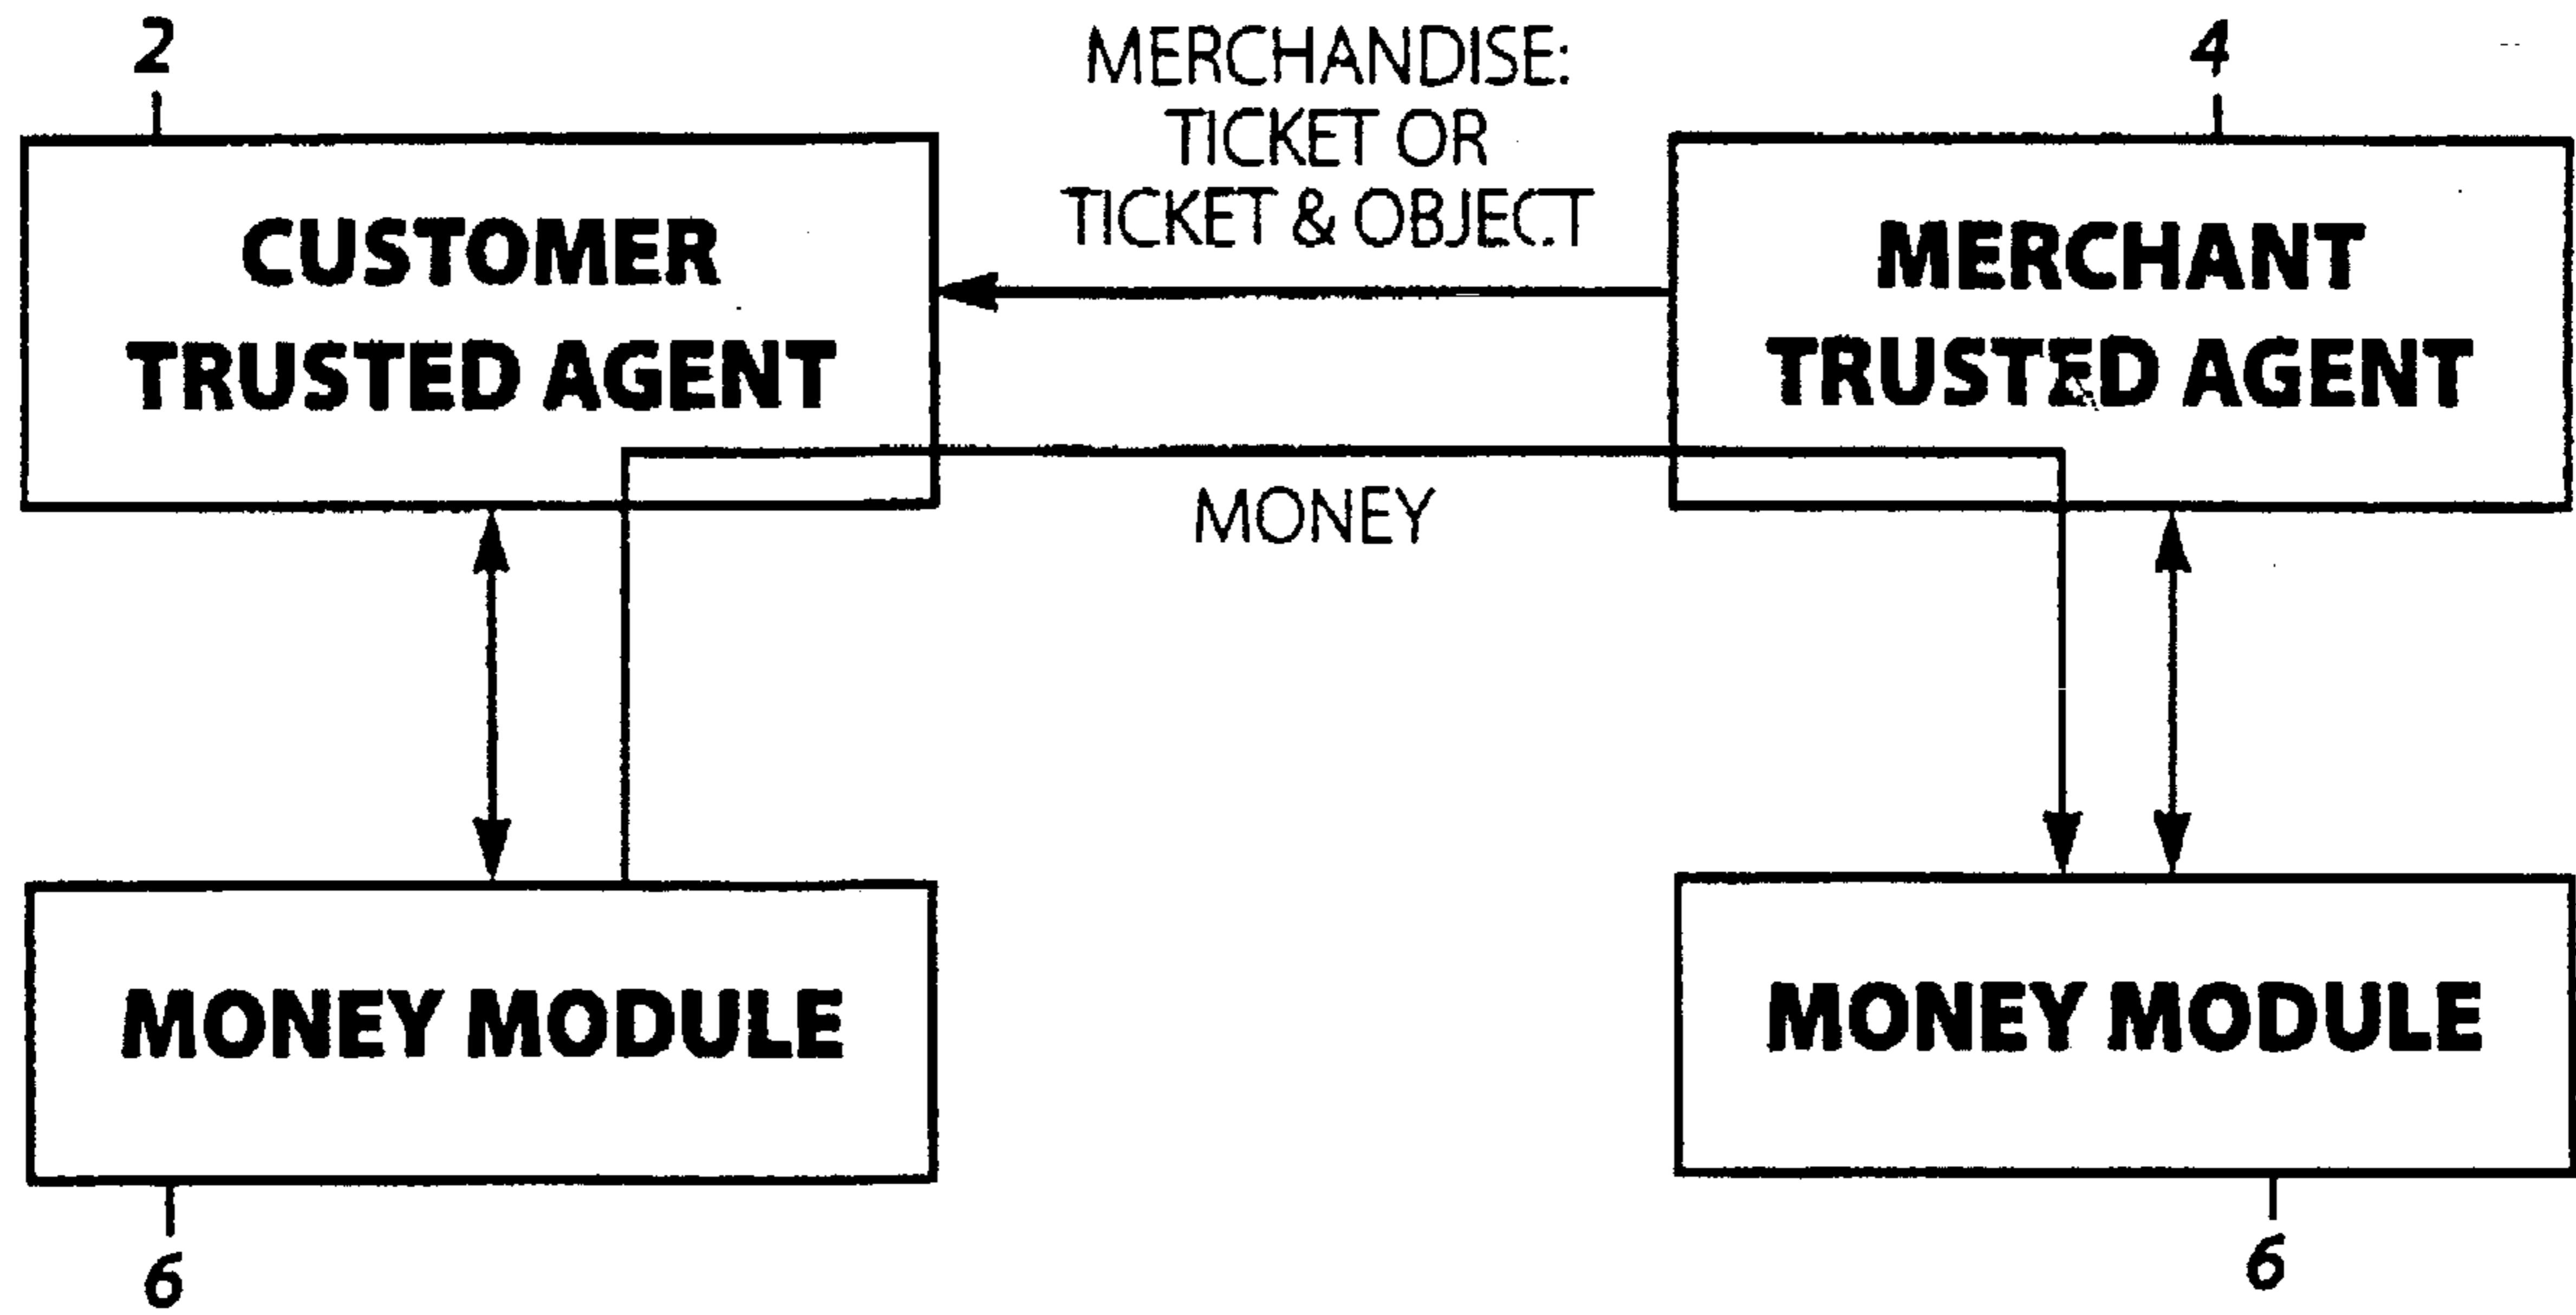 2
4
MERCHANDISE:
TICKET OR
TICKET & OBJECT
CUSTOMER
TRUSTED AGENT
MERCHANT
TRUSTED AGENT
MONEY
MONEY MODULE
MONEY MODULE
6
6